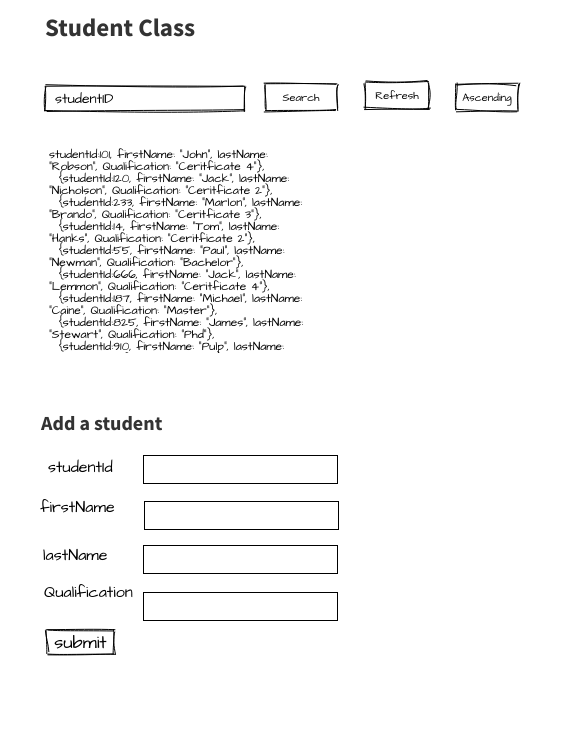 Student Class
studentID
Search
Refresh
Ascending
studentId:101, firstName: "John", lastName:
"Robson", Qualification: "Ceritficate 4"},
{studentId:120, firstName: "Jack", lastName:
"Nicholson", Qualification: "Ceritficate 2"},
{studentId:233, firstName: "Marlon", lastName:
"Brando", Qualification: "Ceritficate 3"},
{studentId:14, firstName: "Tom", lastName:
"Hanks", Qualification: "Ceritficate 2"},
{studentId:55, firstName: "Paul", lastName:
"Newman", Qualification: "Bachelor"},
{studentId:666, firstName: "Jack", lastName:
"Lemmon", Qualification: "Ceritficate 4"},
{studentId:187, firstName: "Michael", lastName:
"Caine", Qualification: "Master"},
{studentId:825, firstName: "James", lastName:
"Stewart", Qualification: "Phd"},
{studentId:910, firstName: "Pulp", lastName:
Add a student
studentId
firstName
lastName
Qualification
submit